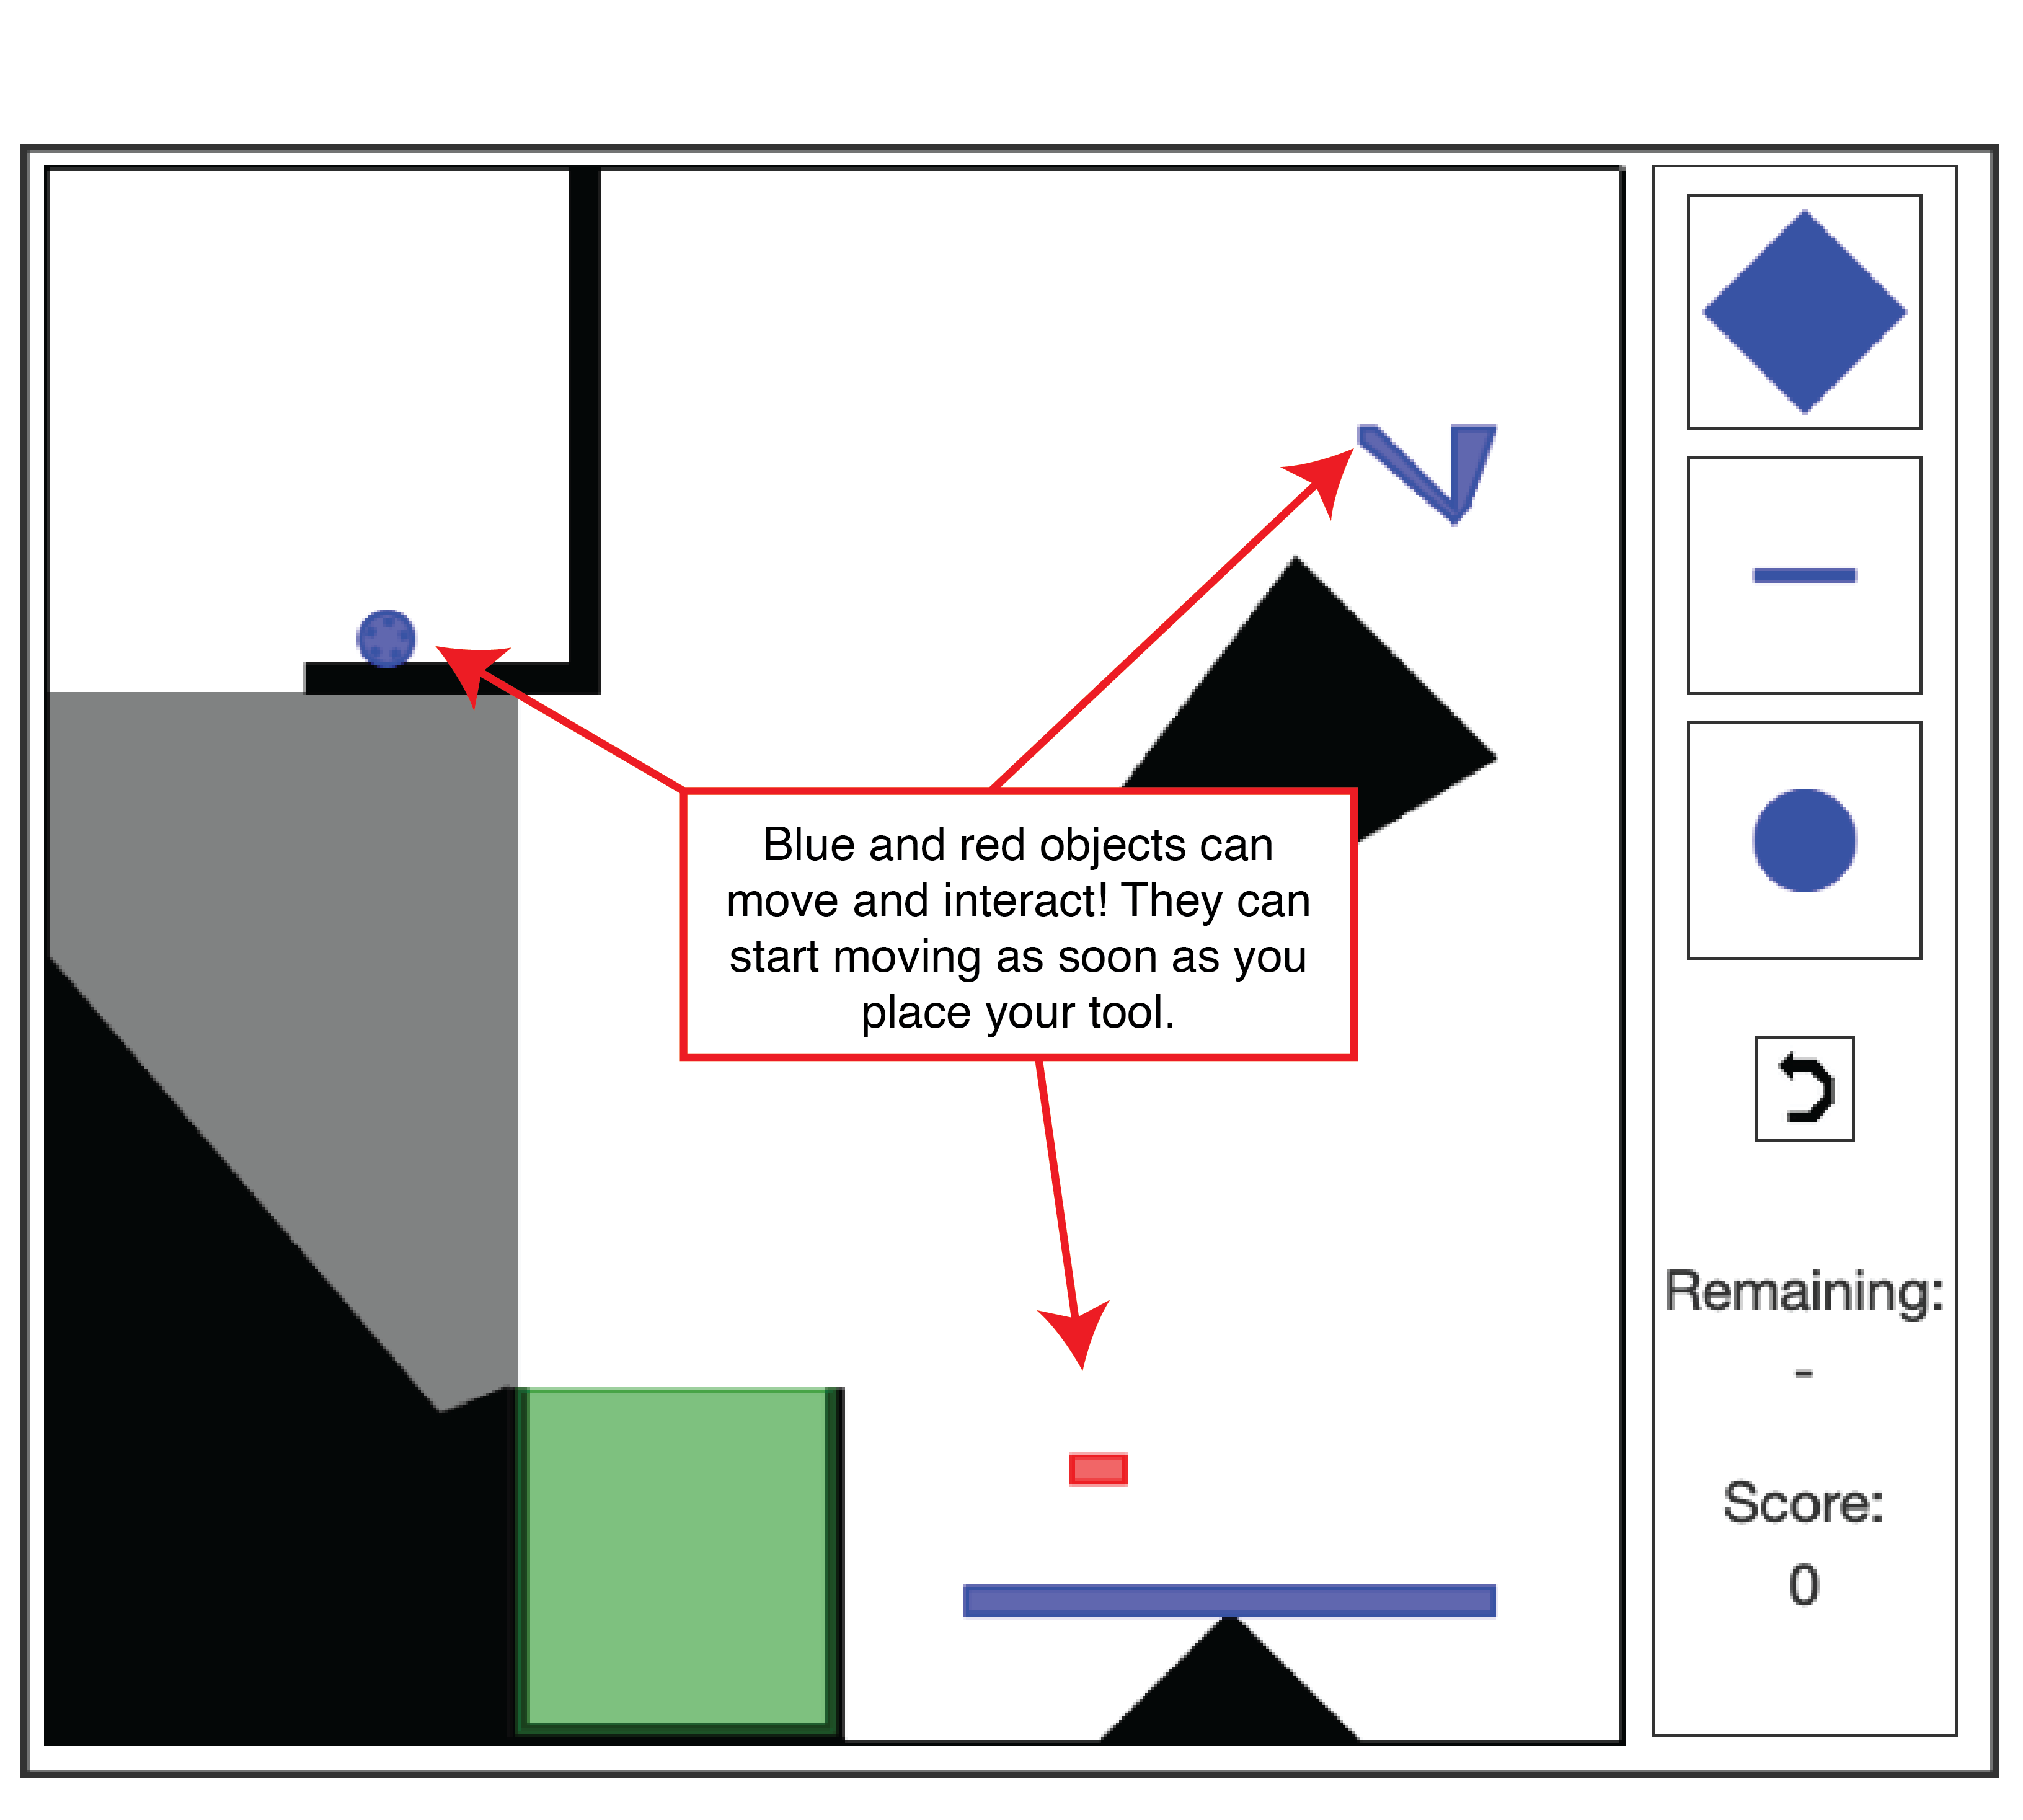 Blue and red objects can
move and interact! They can
start moving as soon as you
place your tool.
Remaining:
-
Score:
0